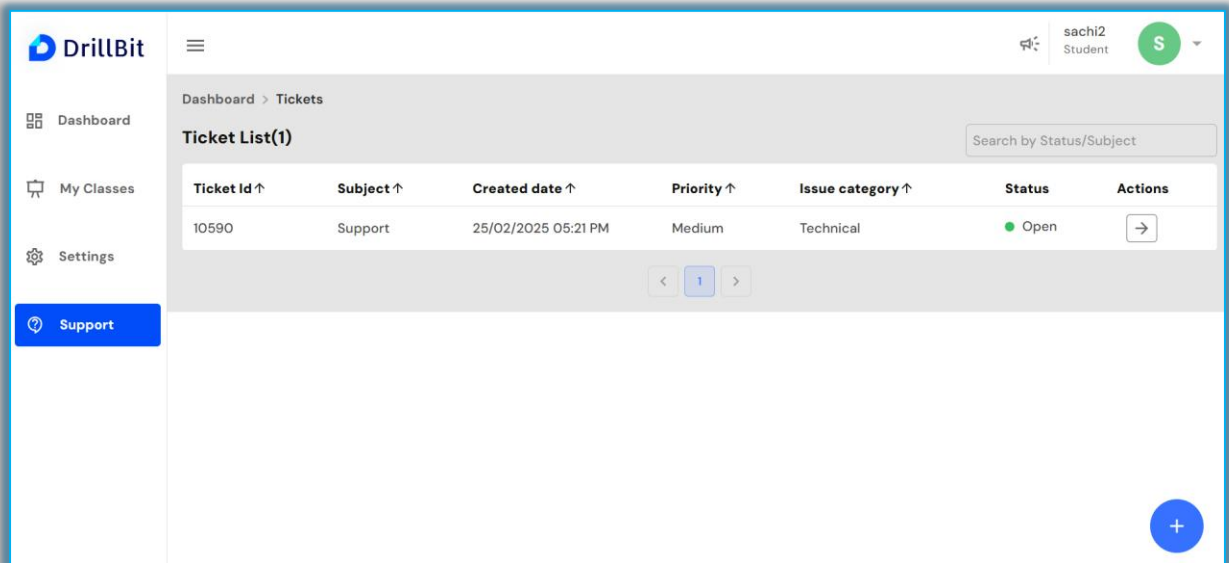 DrillBit
sachi2
Student
S
Dashboard
My Classes
Settings
Support
Dashboard > Tickets
Ticket List(1)
Search by Status/Subject
Ticket Id↑ Subject↑ Created date ↑ Priority ↑ Issue category ↑ Status Actions
10590 Support 25/02/2025 05:21 PM Medium Technical Open
< 1 >